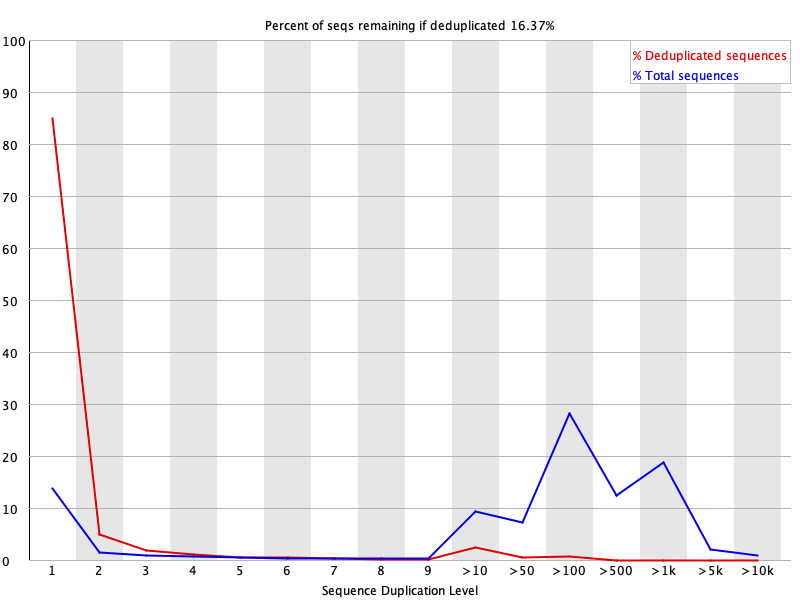 Percent of seqs remaining if deduplicated 16.37%
% Deduplicated sequences
% Total sequences
100
90
80
70
60
50
40
30
20
10
0
1 2 3 4 5 6 7 8 9 >10 >50 >100 >500 >1k >5k >10k
Sequence Duplication Level